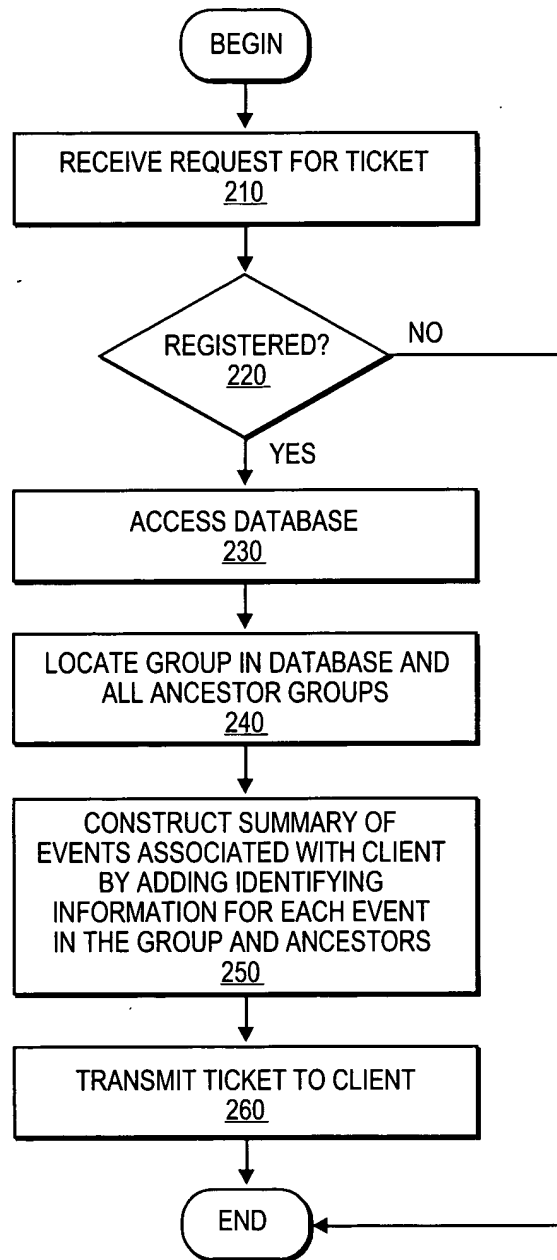 BEGIN
RECEIVE REQUEST FOR TICKET
210
REGISTERED?
220
NO
YES
ACCESS DATABASE
230
LOCATE GROUP IN DATABASE AND
ALL ANCESTOR GROUPS
240
CONSTRUCT SUMMARY OF
EVENTS ASSOCIATED WITH CLIENT
BY ADDING IDENTIFYING
INFORMATION FOR EACH EVENT
IN THE GROUP AND ANCESTORS
250
TRANSMIT TICKET TO CLIENT
260
END